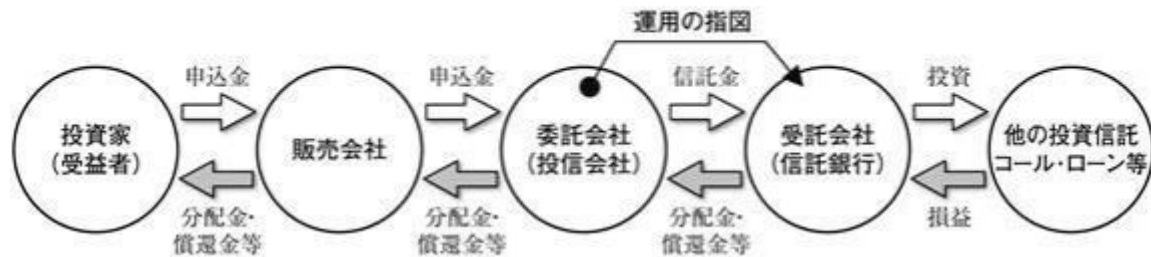 運用の指図
申込金
申込金
信託金
投資
投資家
(受益者)
販売会社
委託会社
(投信会社)
受託会社
(信託銀行)
他の投資信託
コール・ローン等
分配金・
償還金等
分配金・
償還金等
分配金・
償還金等
損益